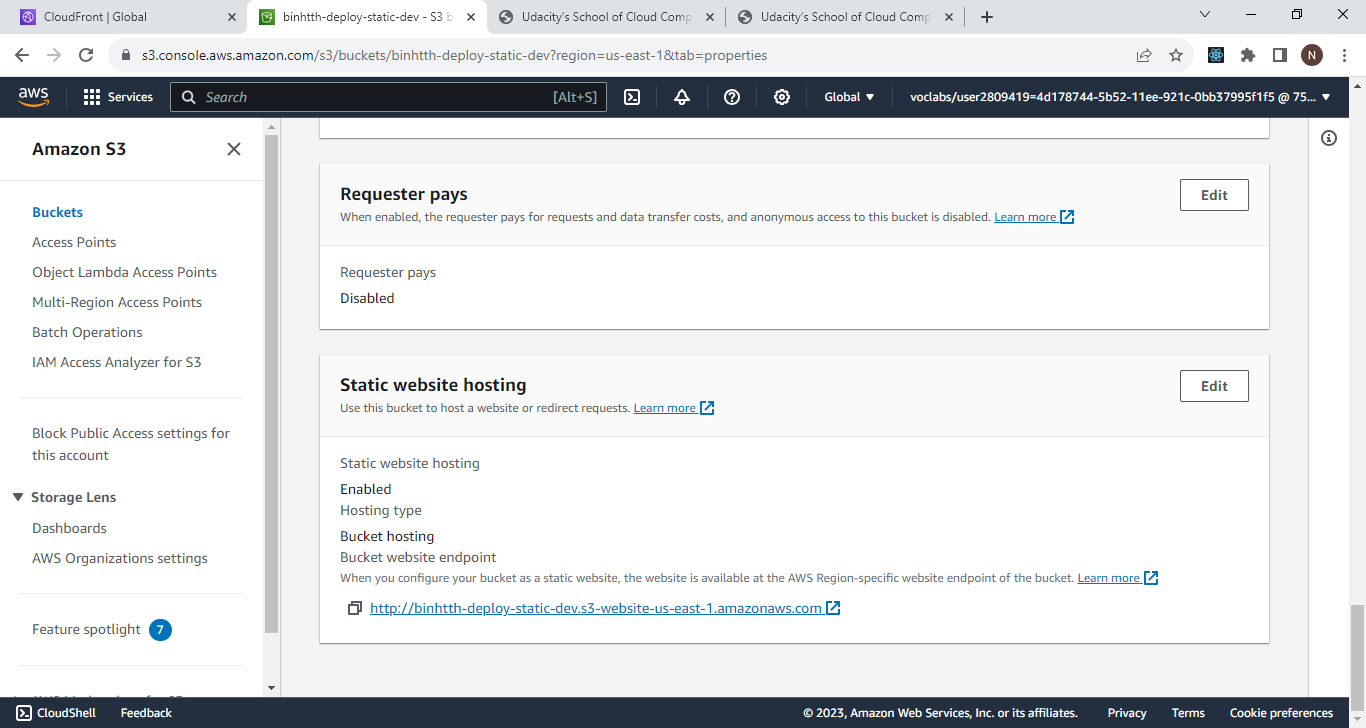 CloudFront | Global
binhtth-deploy-static-dev - S3 b
Udacity's School of Cloud Comp
Udacity's School of Cloud Comp
s3.console.aws.amazon.com/s3/buckets/binhtth-deploy-static-dev?region=us-east-1&tab=properties
N
aws
Services
Search
[Alt+S]
Global
voclabs/user2809419=4d178744-5b52-11ee-921c-0bb37995f1f5 @ 75...
Amazon S3
Buckets
Access Points
Object Lambda Access Points
Multi-Region Access Points
Batch Operations
IAM Access Analyzer for S3
Block Public Access settings for
this account
Storage Lens
Dashboards
AWS Organizations settings
Feature spotlight 7
Requester pays
Edit
When enabled, the requester pays for requests and data transfer costs, and anonymous access to this bucket is disabled. Learn more
Requester pays
Disabled
Static website hosting
Edit
Use this bucket to host a website or redirect requests. Learn more
Static website hosting
Enabled
Hosting type
Bucket hosting
Bucket website endpoint
When you configure your bucket as a static website, the website is available at the AWS Region-specific website endpoint of the bucket. Learn more
http://binhtth-deploy-static-dev.s3-website-us-east-1.amazonaws.com
CloudShell
Feedback
© 2023, Amazon Web Services, Inc. or its affiliates.
Privacy
Terms
Cookie preferences